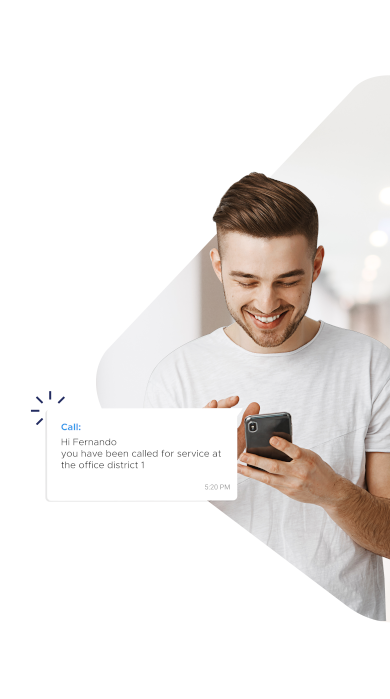 Call:
Hi Fernando
you have been called for service at
the office district 1
5:20 PM